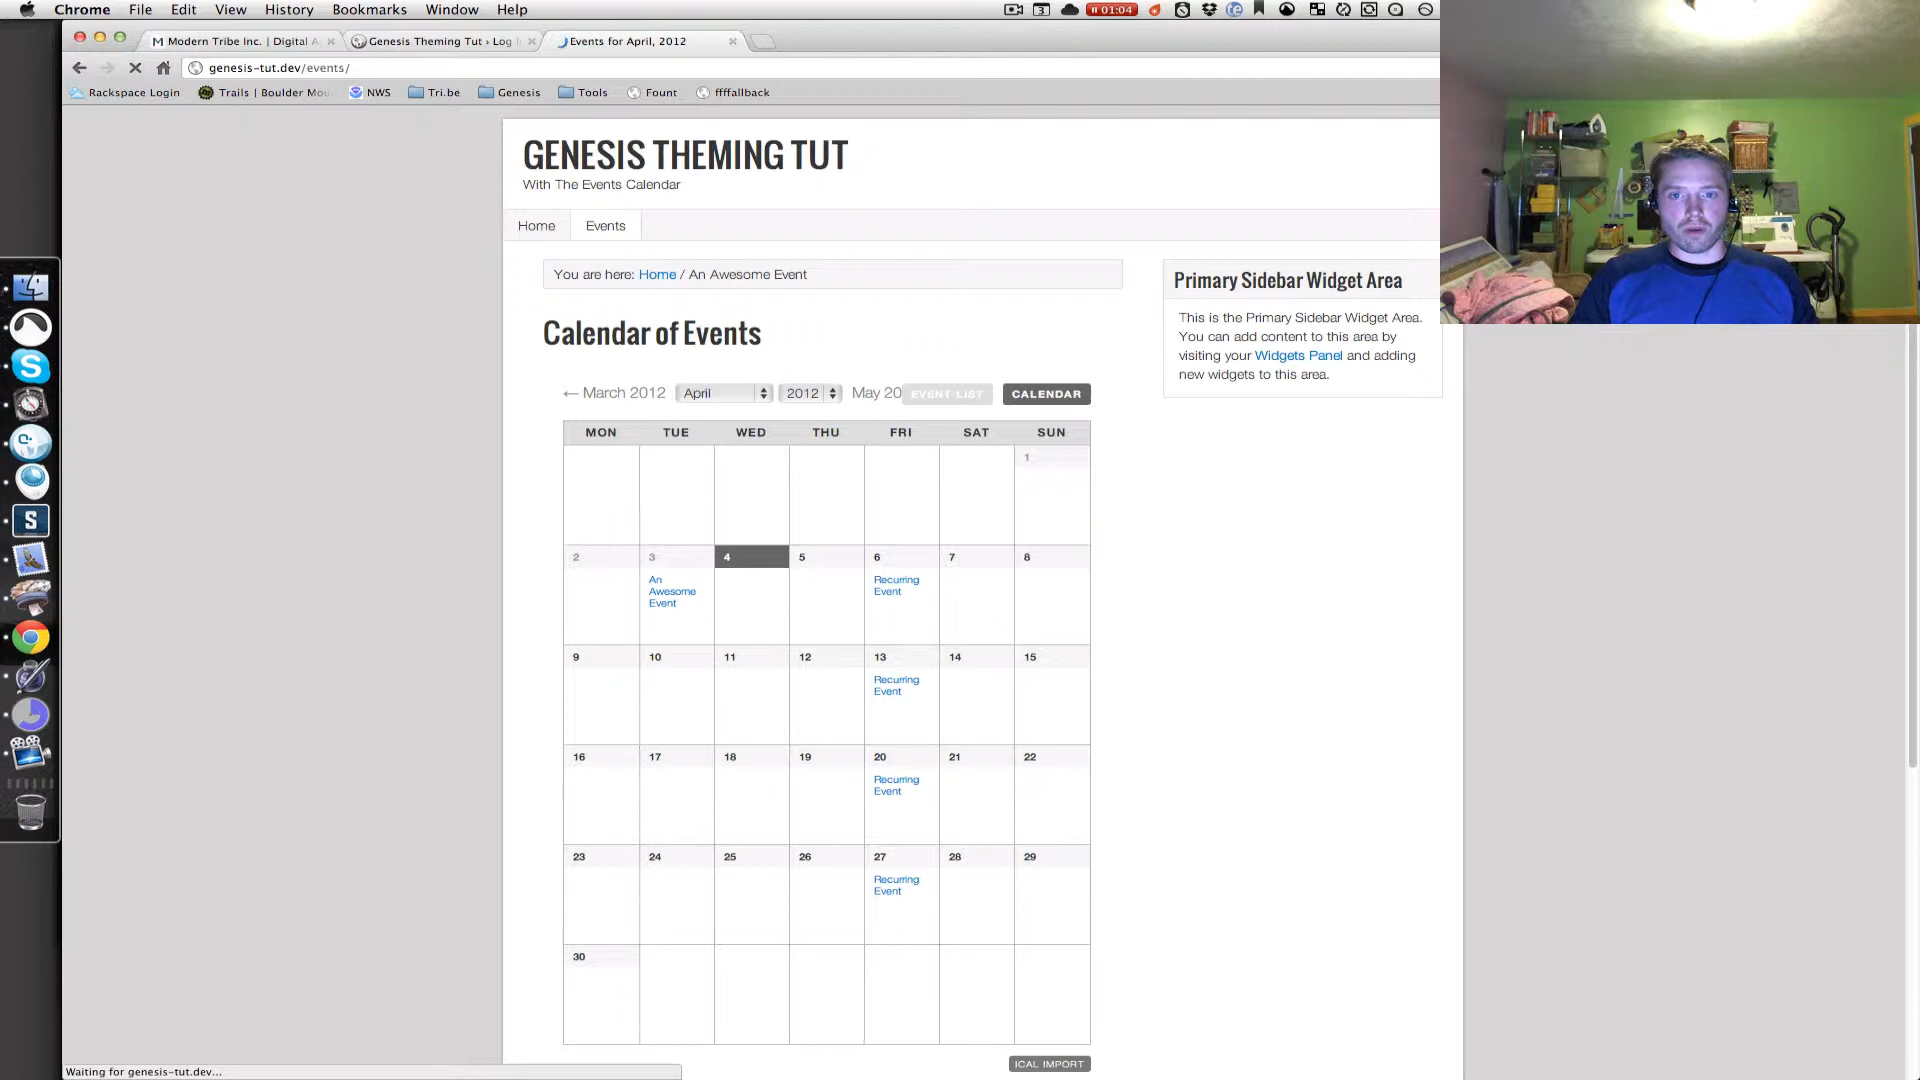 Chrome File Edit View History Bookmarks Window Help
3 01:04
Modern Tribe Inc. | Digital A Genesis Theming Tut › Log I Events for April, 2012
genesis-tut.dev/events/
Rackspace Login Trails | Boulder Mou NWS Tri.be Genesis Tools Fount ffffallback
GENESIS THEMING TUT
With The Events Calendar
Home Events
You are here: Home / An Awesome Event
Calendar of Events
← March 2012 April 2012 May 20 EVENT LIST CALENDAR
MON TUE WED THU FRI SAT SUN
1
2 3 4 5 6 7 8
An Awesome Event Recurring Event
9 10 11 12 13 14 15
Recurring Event
16 17 18 19 20 21 22
Recurring Event
23 24 25 26 27 28 29
Recurring Event
30
ICAL IMPORT
Primary Sidebar Widget Area
This is the Primary Sidebar Widget Area.
You can add content to this area by
visiting your Widgets Panel and adding
new widgets to this area.
Waiting for genesis-tut.dev...